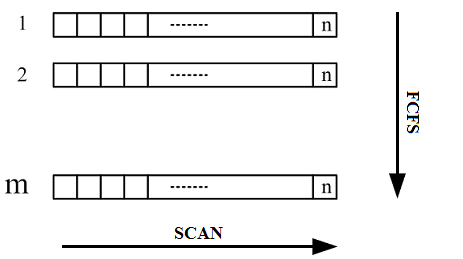 1 ------- n
2 ------- n
m ------- n
FCFS
SCAN